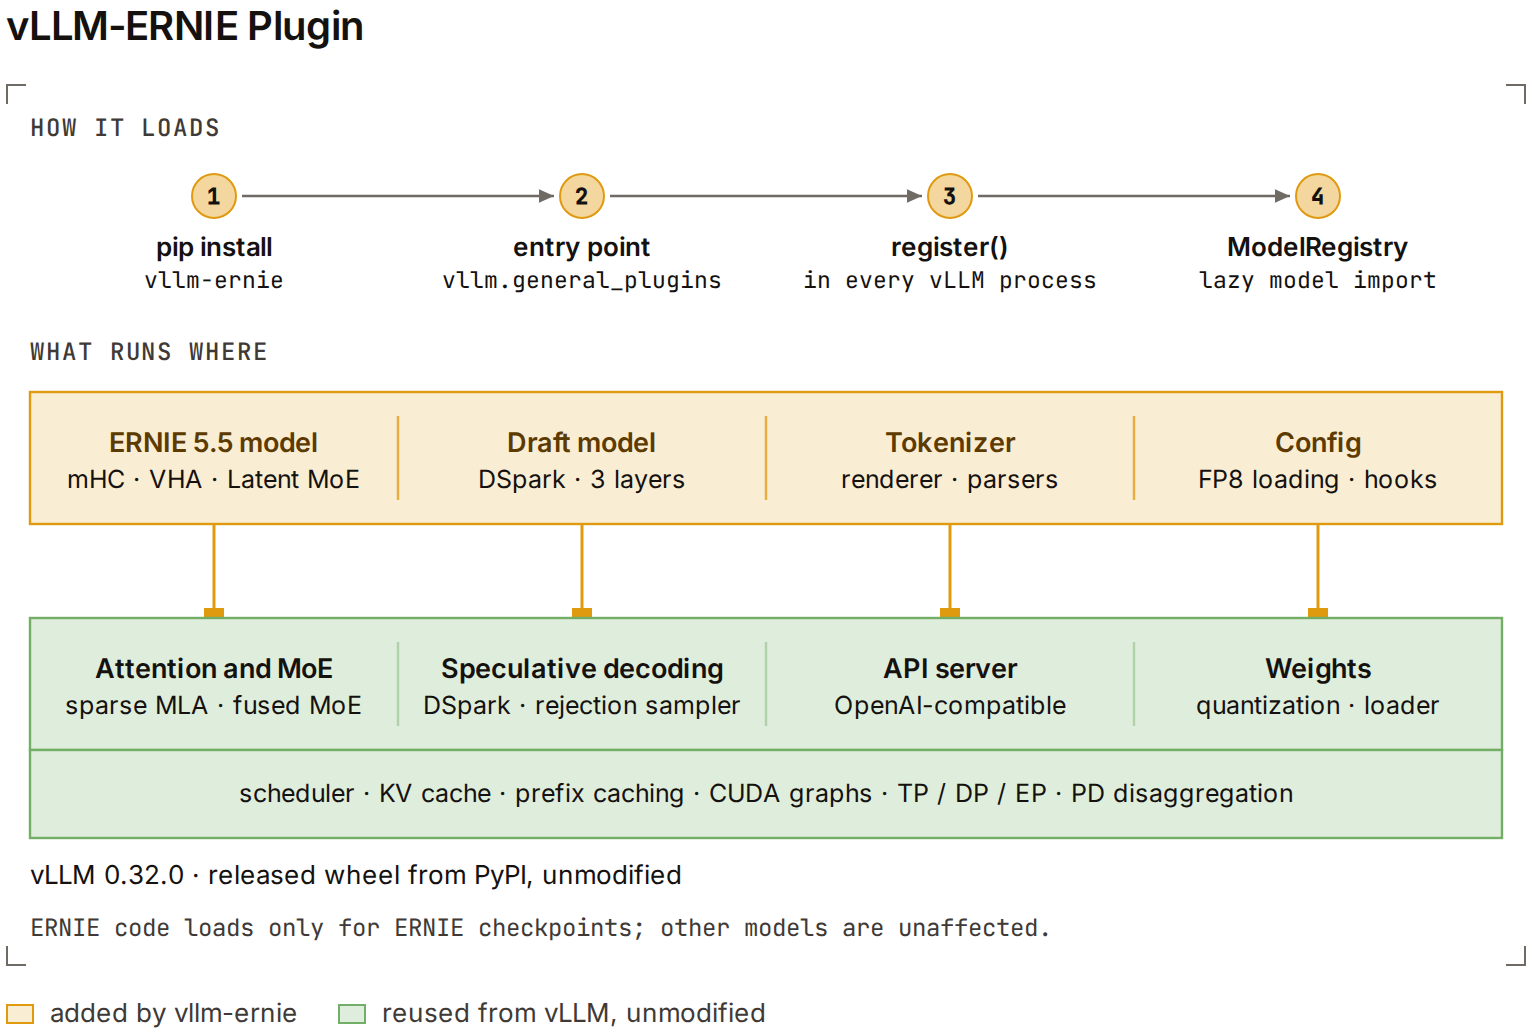 vLLM-ERNIE Plugin
HOW IT LOADS
1
2
3
4
pip install
entry point
register()
ModelRegistry
vllm-ernie
vllm.general_plugins
in every vLLM process
lazy model import
WHAT RUNS WHERE
ERNIE 5.5 model
Draft model
Tokenizer
Config
mHC · VHA · Latent MoE
DSpark · 3 layers
renderer · parsers
FP8 loading · hooks
Attention and MoE
Speculative decoding
API server
Weights
sparse MLA · fused MoE
DSpark · rejection sampler
OpenAI-compatible
quantization · loader
scheduler · KV cache · prefix caching · CUDA graphs · TP / DP / EP · PD disaggregation
vLLM 0.32.0 · released wheel from PyPI, unmodified
ERNIE code loads only for ERNIE checkpoints; other models are unaffected.
added by vllm-ernie
reused from vLLM, unmodified